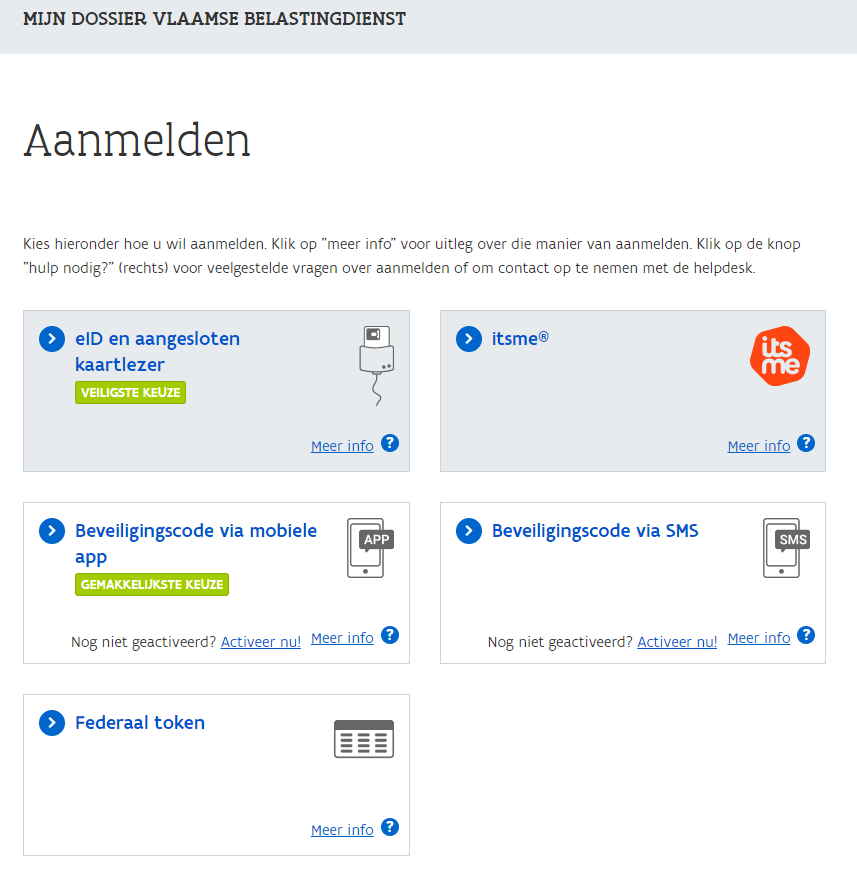 MIJN DOSSIER VLAAMSE BELASTINGDIENST
Aanmelden
Kies hieronder hoe u wil aanmelden. Klik op "meer info" voor uitleg over die manier van aanmelden. Klik op de knop
"hulp nodig?" (rechts) voor veelgestelde vragen over aanmelden of om contact op te nemen met de helpdesk.
eID en aangesloten
kaartlezer
VEILIGSTE KEUZE
Meer info ?
itsme®
its
me
Meer info ?
Beveiligingscode via mobiele
app
APP
GEMAKKELIJKSTE KEUZE
Nog niet geactiveerd? Activeer nu! Meer info ?
Beveiligingscode via SMS
SMS
Nog niet geactiveerd? Activeer nu! Meer info ?
Federaal token
Meer info ?